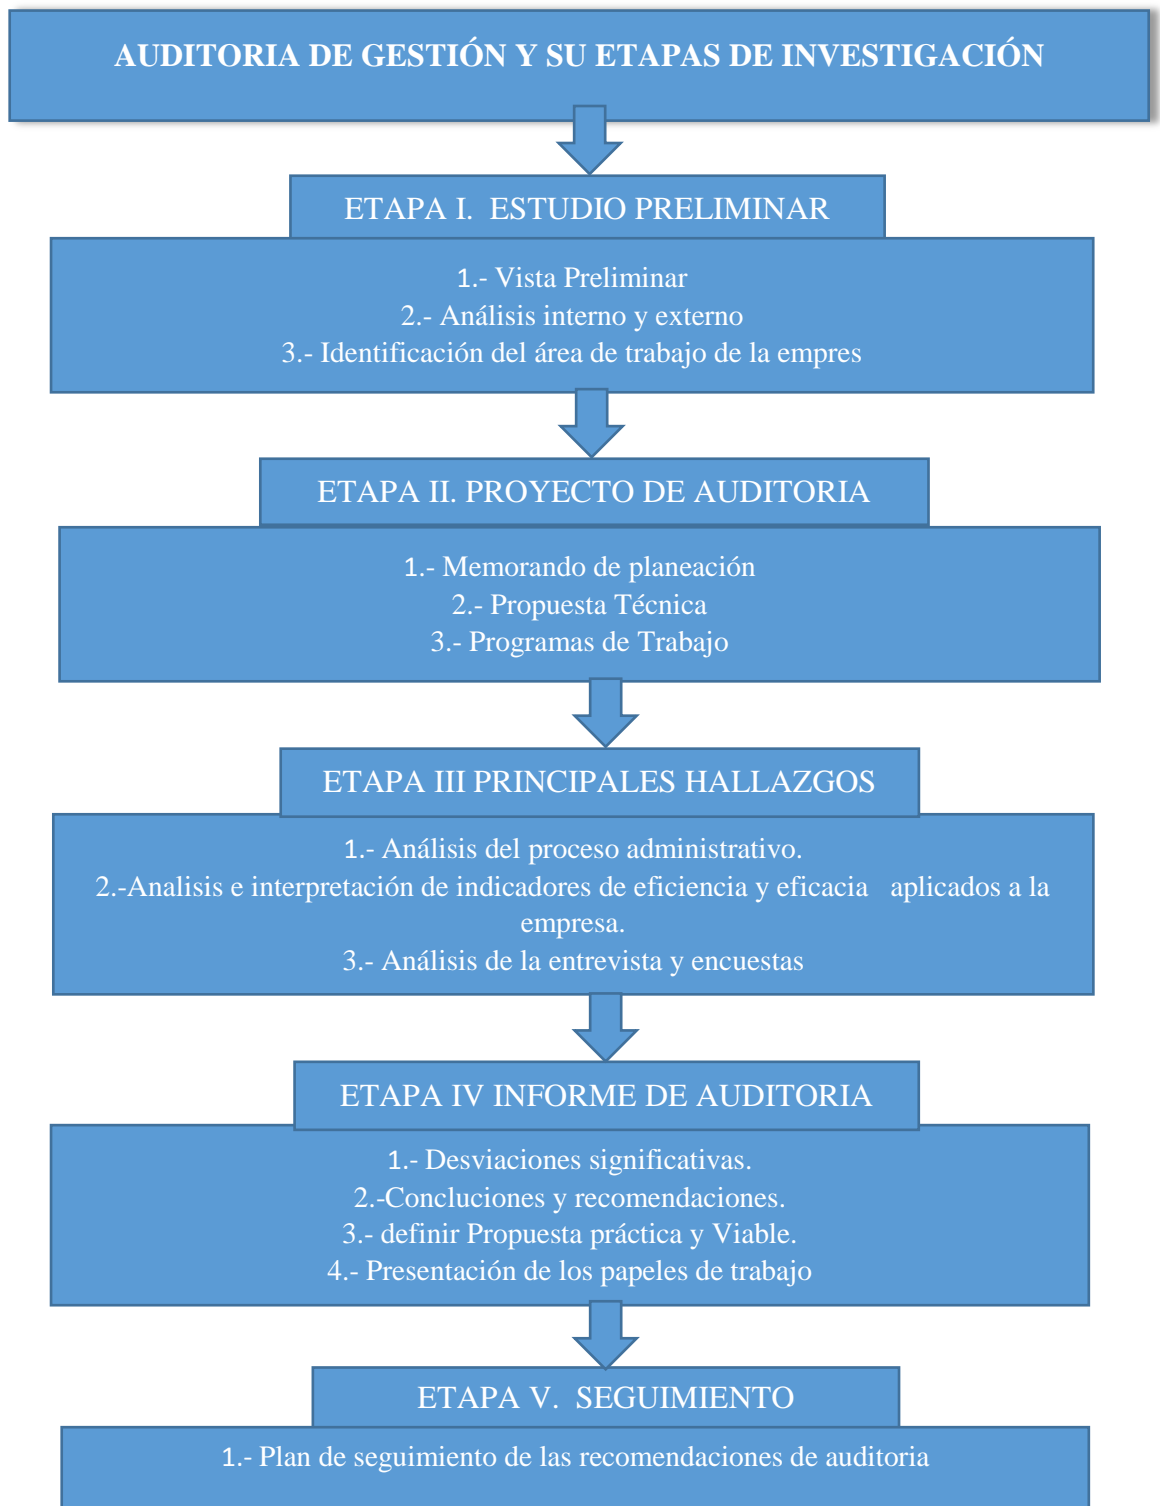 AUDITORIA DE GESTIÓN Y SU ETAPAS DE INVESTIGACIÓN
ETAPA I. ESTUDIO PRELIMINAR
1.- Vista Preliminar
2.- Análisis interno y externo
3.- Identificación del área de trabajo de la empres
ETAPA II. PROYECTO DE AUDITORIA
1.- Memorando de planeación
2.- Propuesta Técnica
3.- Programas de Trabajo
ETAPA III PRINCIPALES HALLAZGOS
1.- Análisis del proceso administrativo.
2.-Analisis e interpretación de indicadores de eficiencia y eficacia aplicados a la
empresa.
3.- Análisis de la entrevista y encuestas
ETAPA IV INFORME DE AUDITORIA
1.- Desviaciones significativas.
2.-Concluciones y recomendaciones.
3.- definir Propuesta práctica y Viable.
4.- Presentación de los papeles de trabajo
ETAPA V. SEGUIMIENTO
1.- Plan de seguimiento de las recomendaciones de auditoria